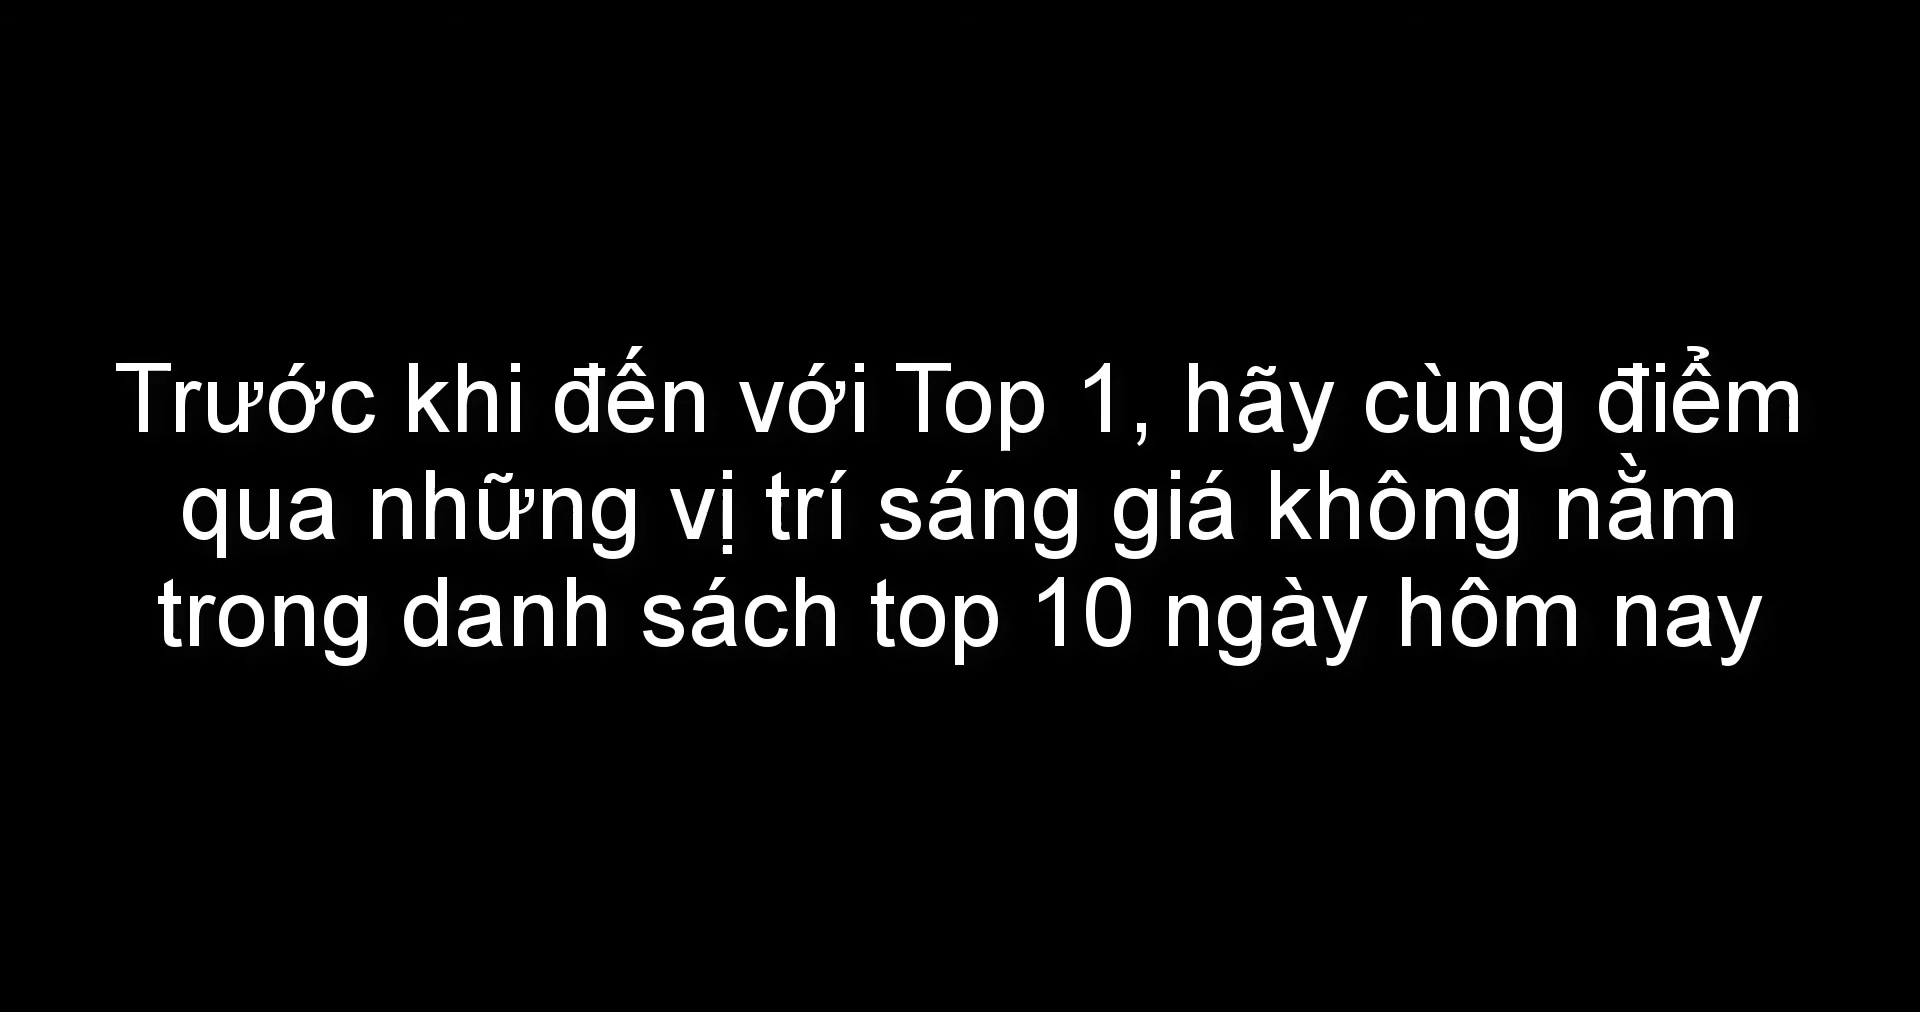 Trước khi đến với Top 1, hãy cùng điểm
qua những vị trí sáng giá không nằm
trong danh sách top 10 ngày hôm nay